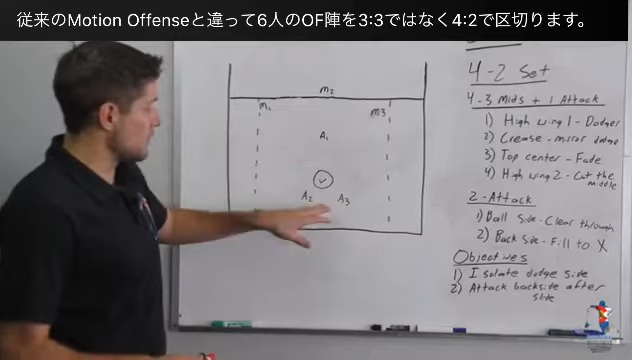 従来のMotion Offenseと違って6人のOF陣を3:3ではなく4:2で区切ります。
4-2 Set
4-3 Mids + 1 Attack
1) High wing 1 - Dodger
2) Crease - mirror dodge
3) Top center - Fade
4) High wing 2 - Cut the middle
2-Attack
1) Ball side - Clear through
2) Back side - Fill to X
Objectives
1) Isolate dodge side
2) Attack backside after
slide
M2
M1
M3
A1
A2
A3